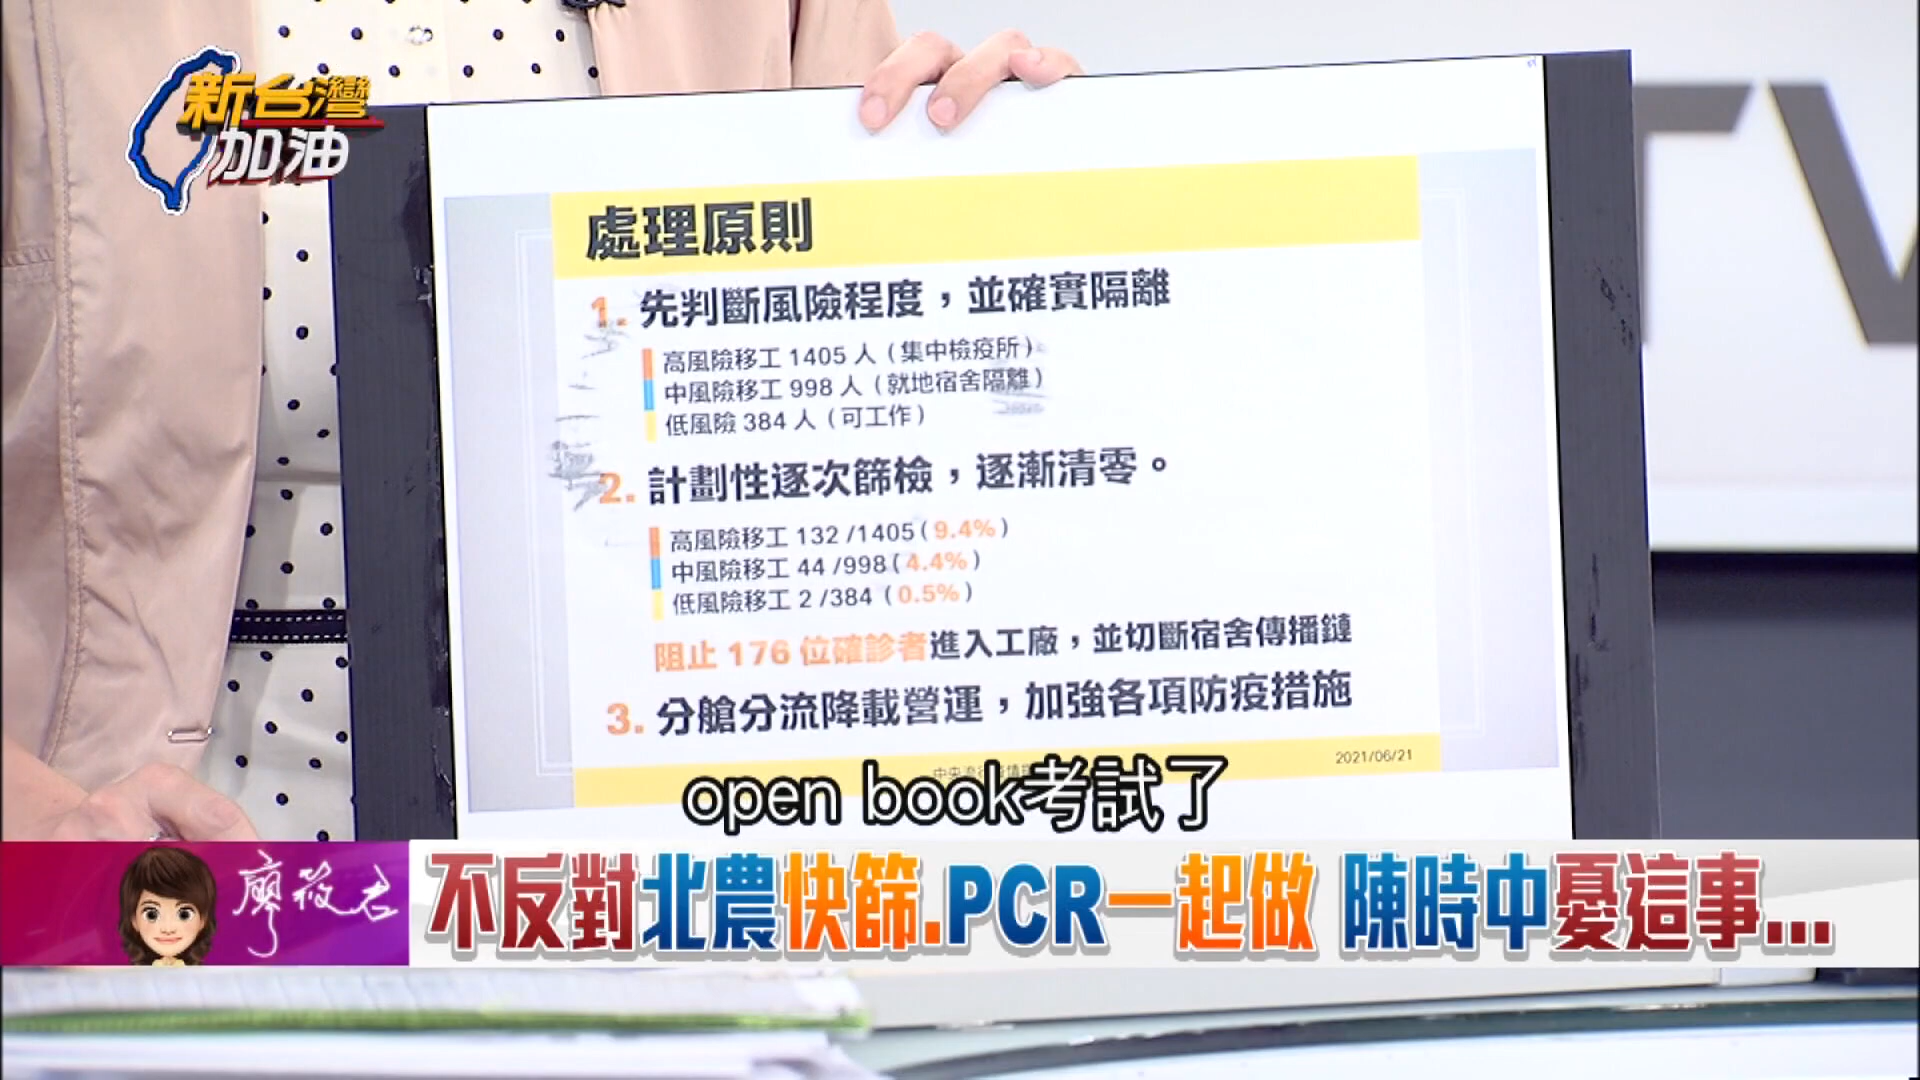 新台灣
加油
TV
處理原則
1. 先判斷風險程度，並確實隔離
高風險移工 1405 人（集中檢疫所）
中風險移工 998 人（就地宿舍隔離）
低風險 384 人（可工作）
2. 計劃性逐次篩檢，逐漸清零。
高風險移工 132 /1405（9.4%）
中風險移工 44 /998（4.4%）
低風險移工 2 /384（0.5%）
阻止 176 位確診者進入工廠，並切斷宿舍傳播鏈
3. 分艙分流降載營運，加強各項防疫措施
2021/06/21
open book考試了
廖筱君
不反對北農快篩.PCR一起做 陳時中憂這事...